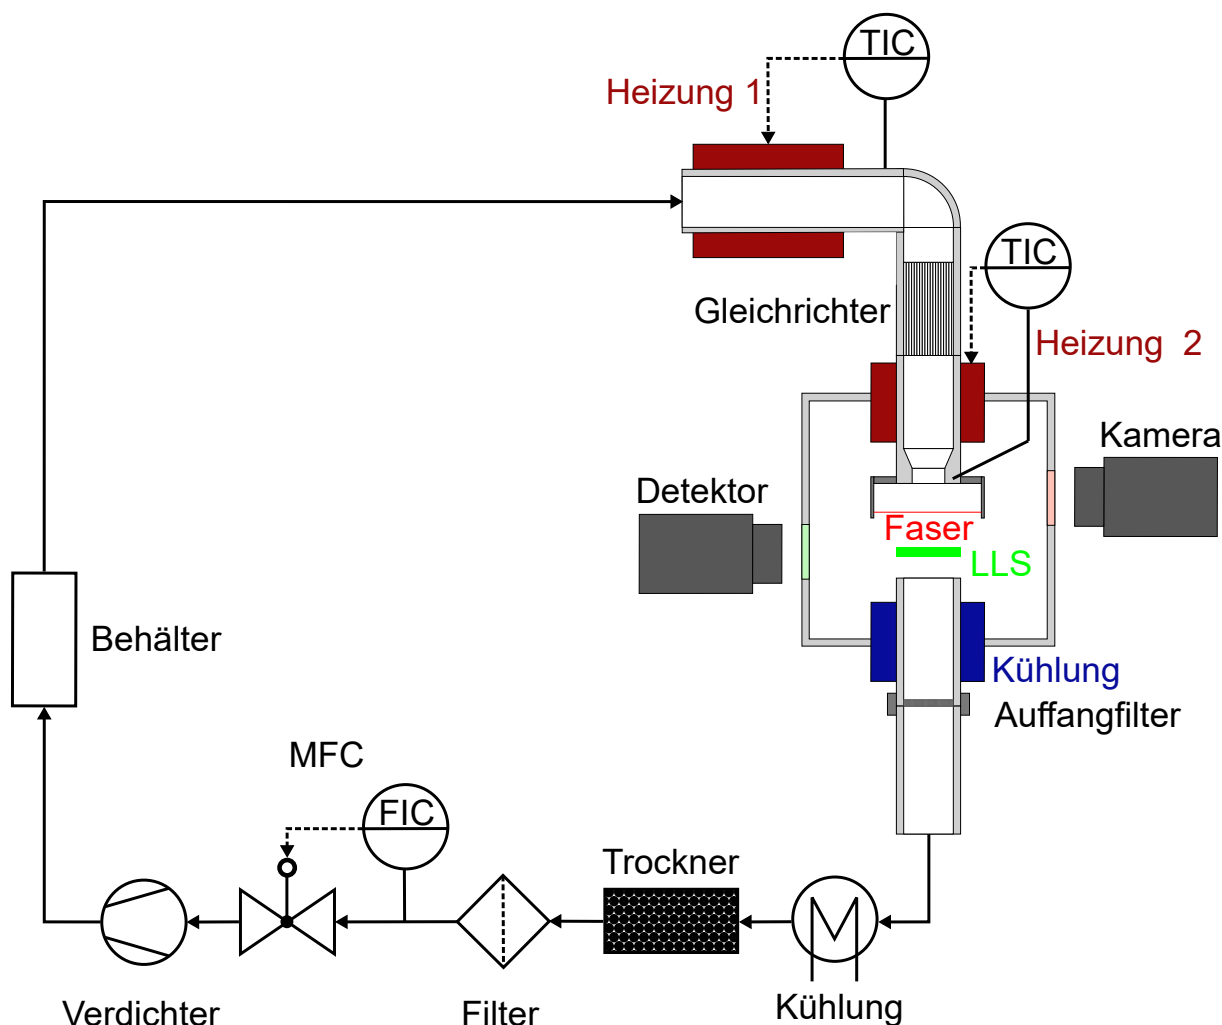 TIC
Heizung 1
TIC
Gleichrichter
Heizung 2
Kamera
Detektor
Faser
LLS
Behälter
Kühlung
Auffangfilter
MFC
FIC
Trockner
Verdichter
Filter
Kühlung